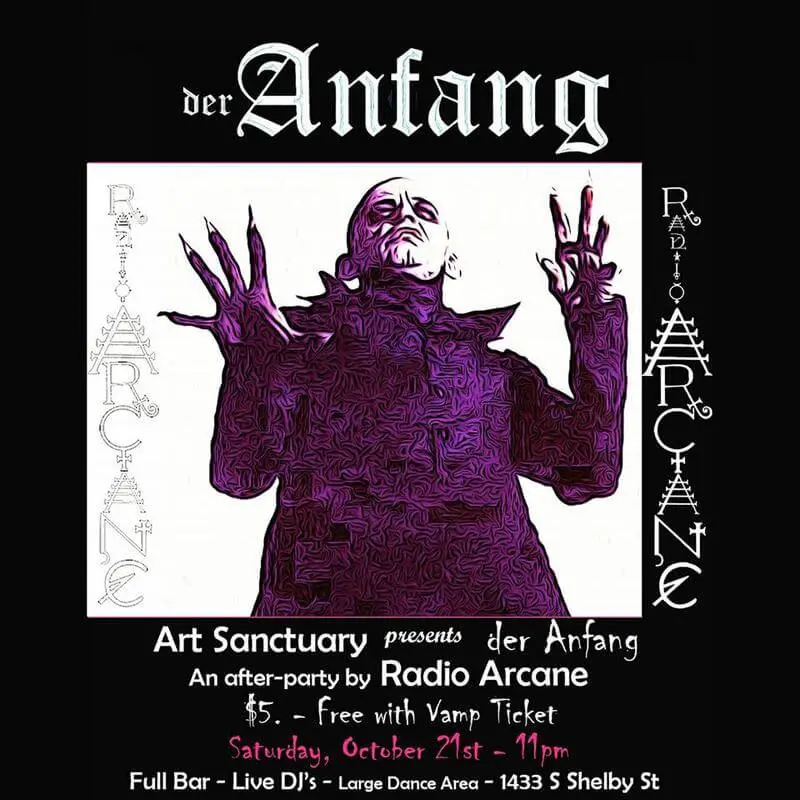 der Anfang
RADIO ARCANE
RADIO ARCANE
Art Sanctuary presents der Anfang
An after-party by Radio Arcane
$5. - Free with Vamp Ticket
Saturday, October 21st - 11pm
Full Bar - Live DJ's - Large Dance Area - 1433 S Shelby St